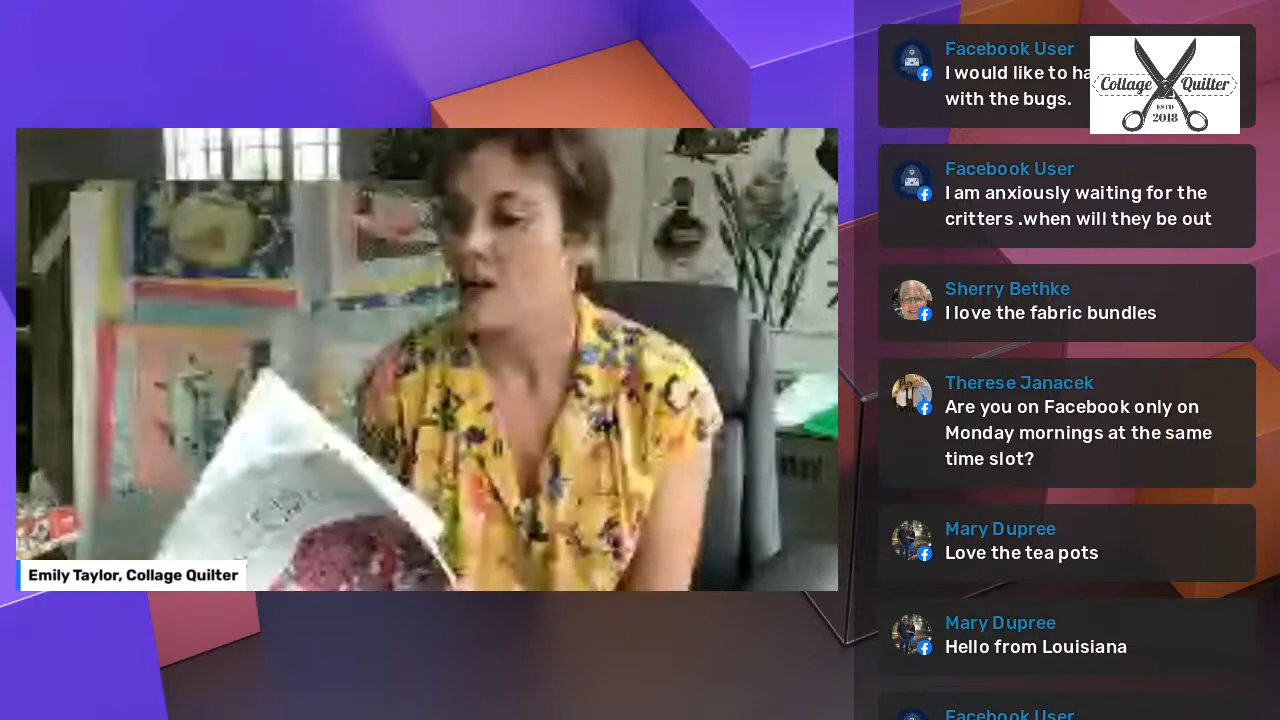 Facebook User
I would like to ha
with the bugs.
Collage Quilter
ESTD
2018
Facebook User
I am anxiously waiting for the
critters .when will they be out
Sherry Bethke
I love the fabric bundles
Therese Janacek
Are you on Facebook only on
Monday mornings at the same
time slot?
Mary Dupree
Love the tea pots
Mary Dupree
Hello from Louisiana
Facebook User
Emily Taylor, Collage Quilter